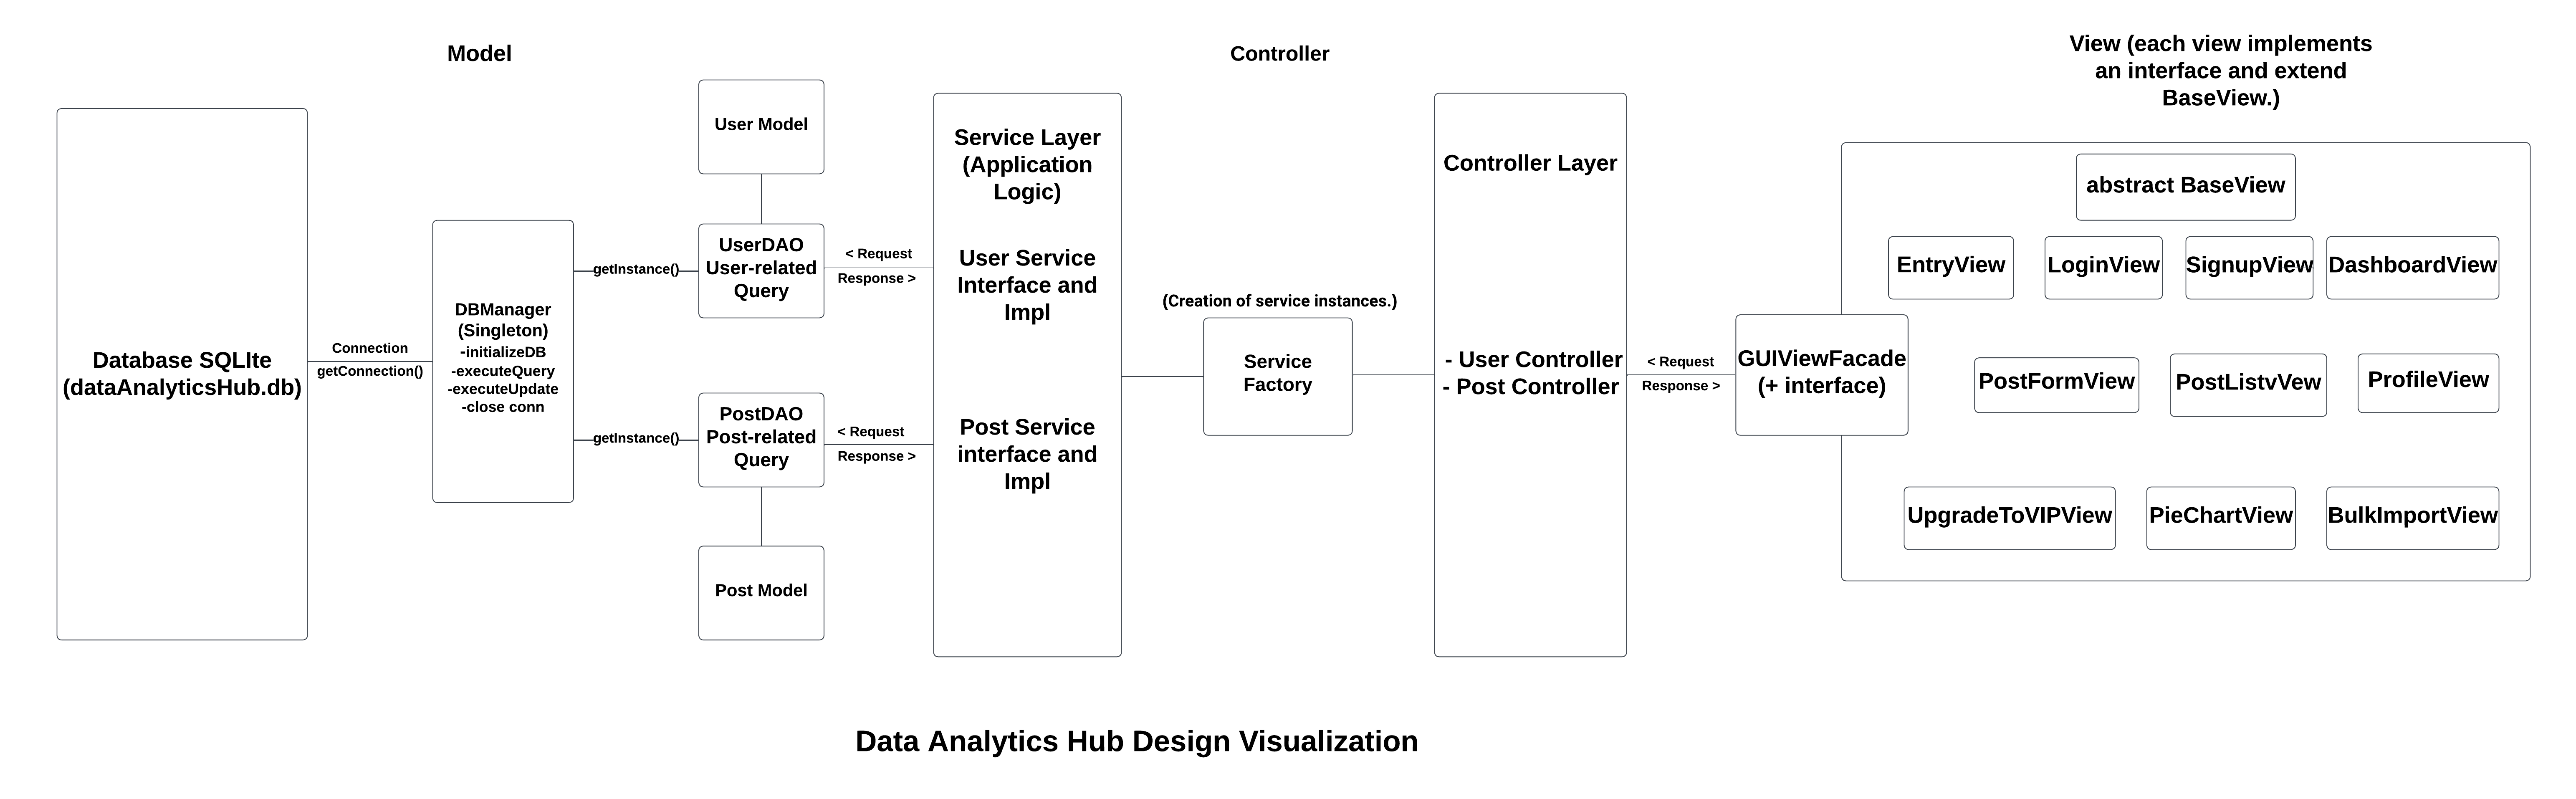 Model
Controller
View (each view implements
an interface and extend
BaseView.)
Database SQLIte
(dataAnalyticsHub.db)
Connection
getConnection()
DBManager
(Singleton)
-initializeDB
-executeQuery
-executeUpdate
-close conn
getInstance()
getInstance()
User Model
UserDAO
User-related
Query
PostDAO
Post-related
Query
Post Model
< Request
Response >
< Request
Response >
Service Layer
(Application
Logic)
User Service
Interface and
Impl
Post Service
interface and
Impl
(Creation of service instances.)
Service
Factory
Controller Layer
- User Controller
- Post Controller
< Request
Response >
GUIViewFacade
(+ interface)
abstract BaseView
EntryView
LoginView
SignupView
DashboardView
PostFormView
PostListvVew
ProfileView
UpgradeToVIPView
PieChartView
BulkImportView
Data Analytics Hub Design Visualization